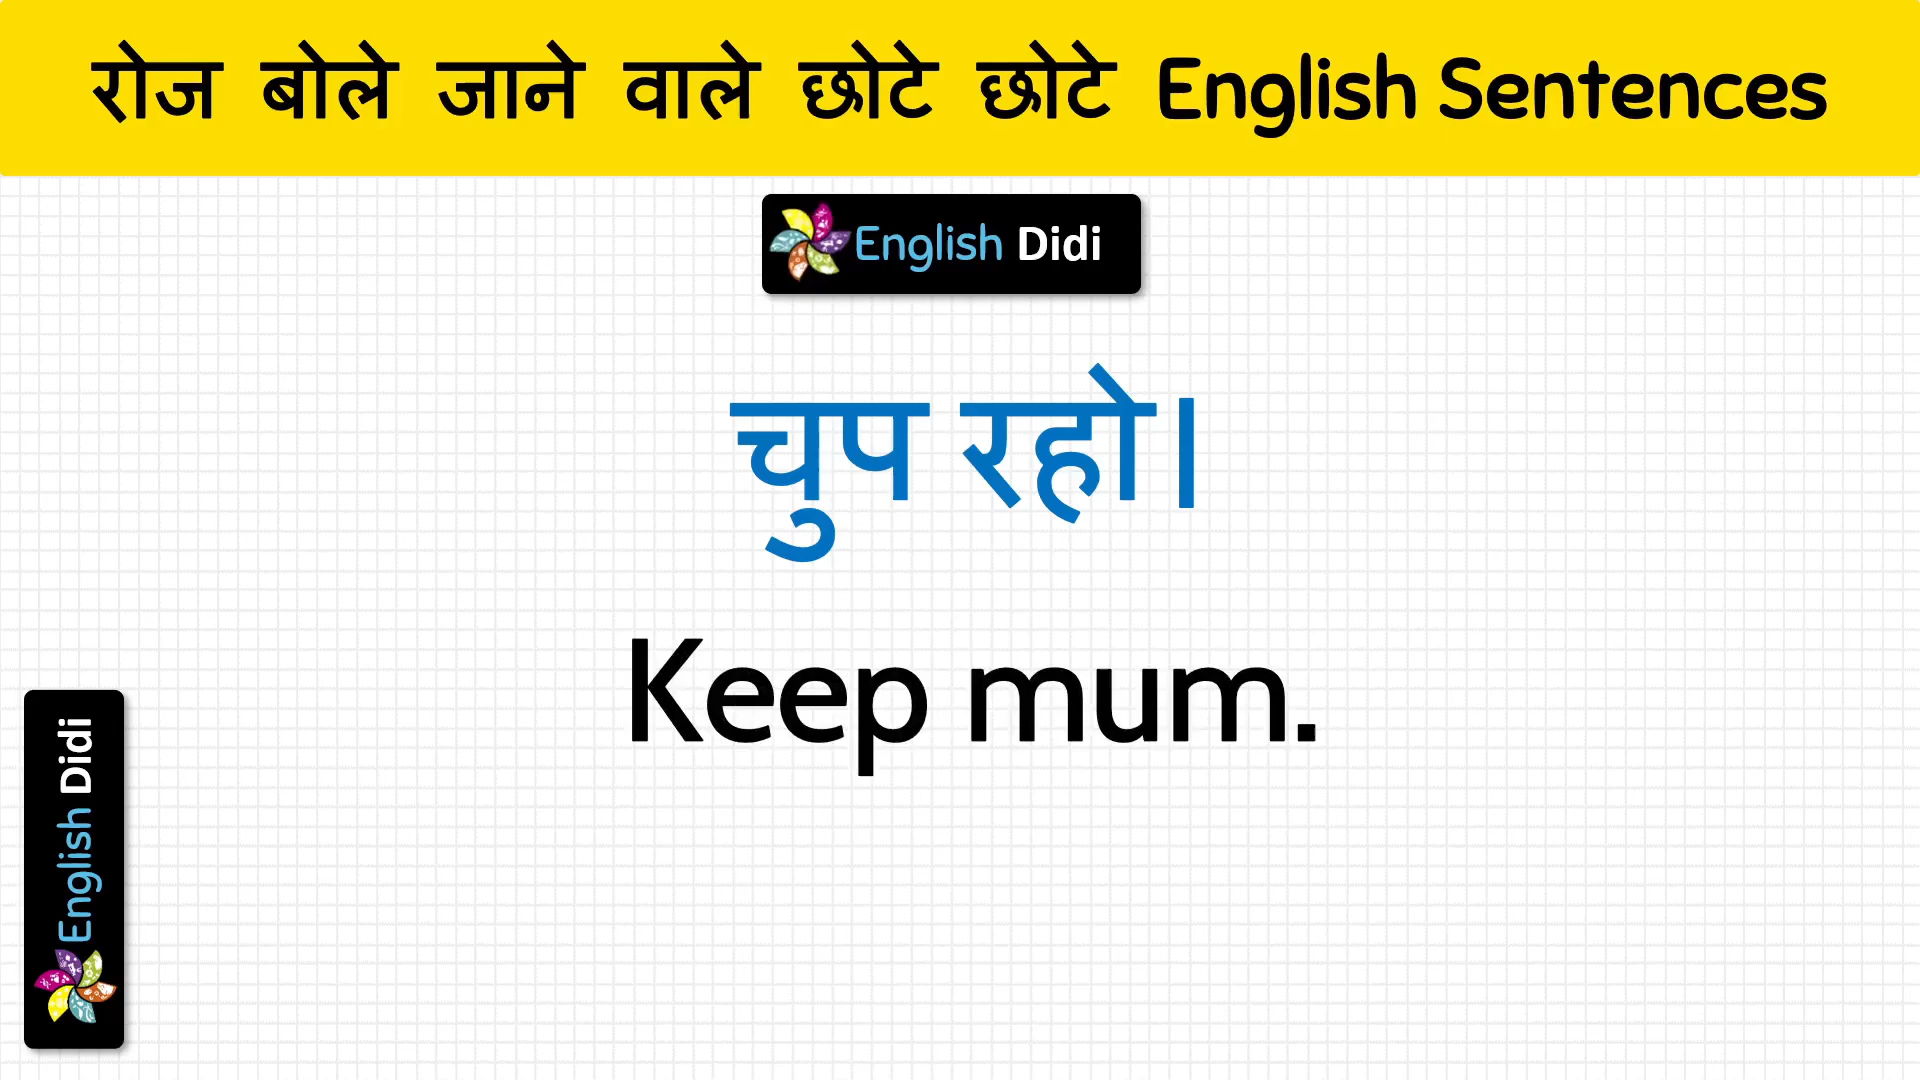 रोज बोले जाने वाले छोटे छोटे English Sentences
English Didi
चुप रहो।
Keep mum.
English Didi